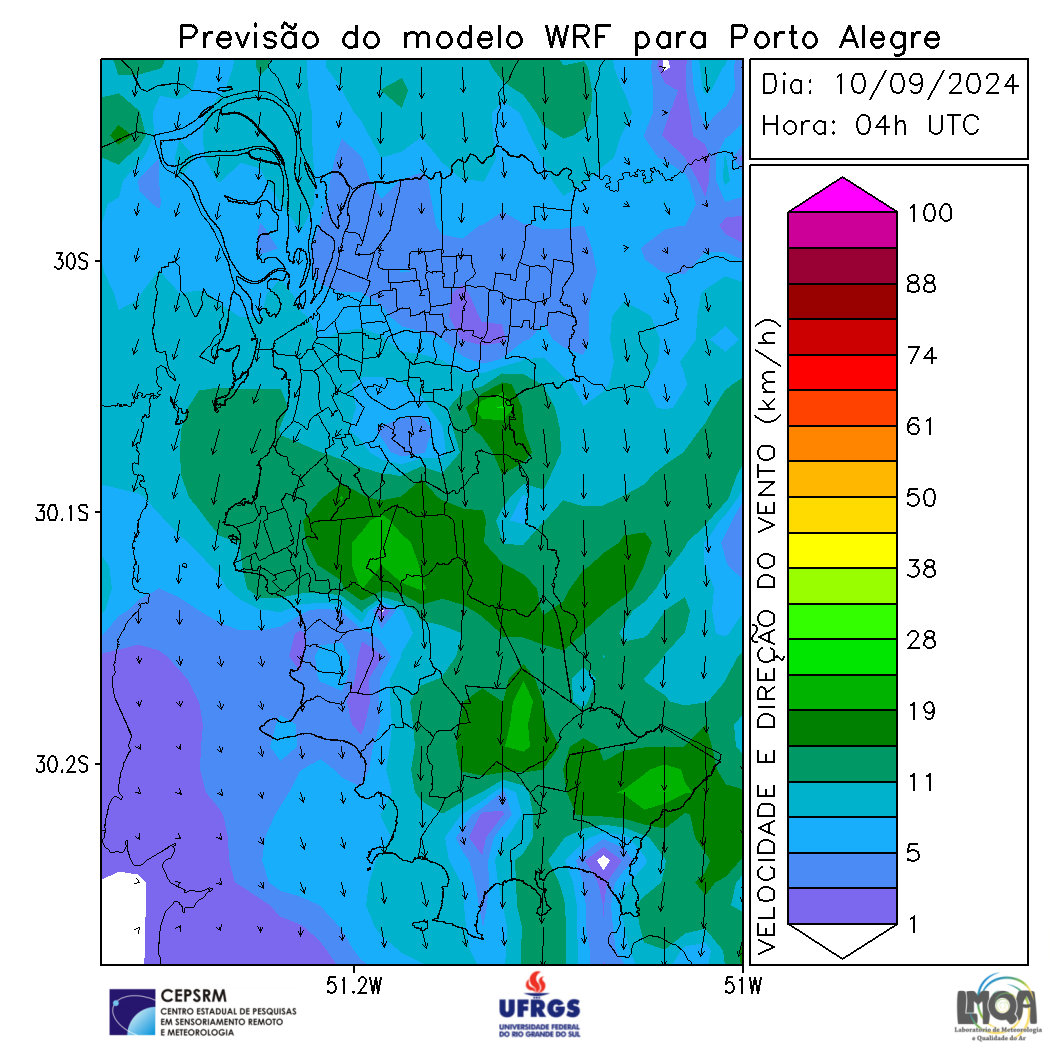 Previsão do modelo WRF para Porto Alegre
Dia: 10/09/2024
Hora: 04h UTC
30S
30.1S
30.2S
51.2W
51W
VELOCIDADE E DIREÇÃO DO VENTO (km/h)
100
88
74
61
50
38
28
19
11
5
1
CEPSRM
CENTRO ESTADUAL DE PESQUISAS
EM SENSORIAMENTO REMOTO
E METEOROLOGIA
UFRGS
UNIVERSIDADE FEDERAL
DO RIO GRANDE DO SUL
LMQA
Laboratório de Meteorologia
e Qualidade do Ar